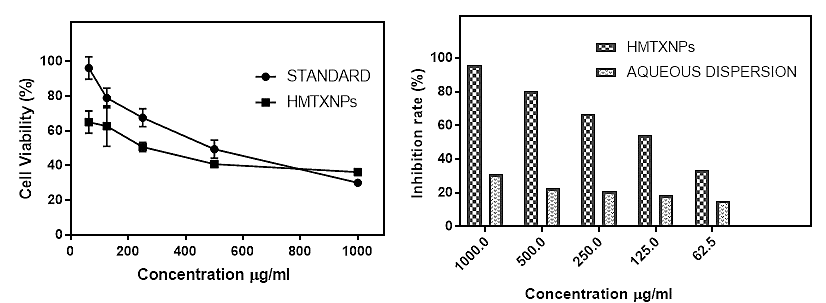 100
80
60
40
20
0
Cell Viability (%)
STANDARD
HMTXNPs
0 200 400 600 800 1000
Concentration µg/ml
100
80
60
40
20
0
Inhibition rate (%)
HMTXNPs
AQUEOUS DISPERSION
1000.0 500.0 250.0 125.0 62.5
Concentration µg/ml